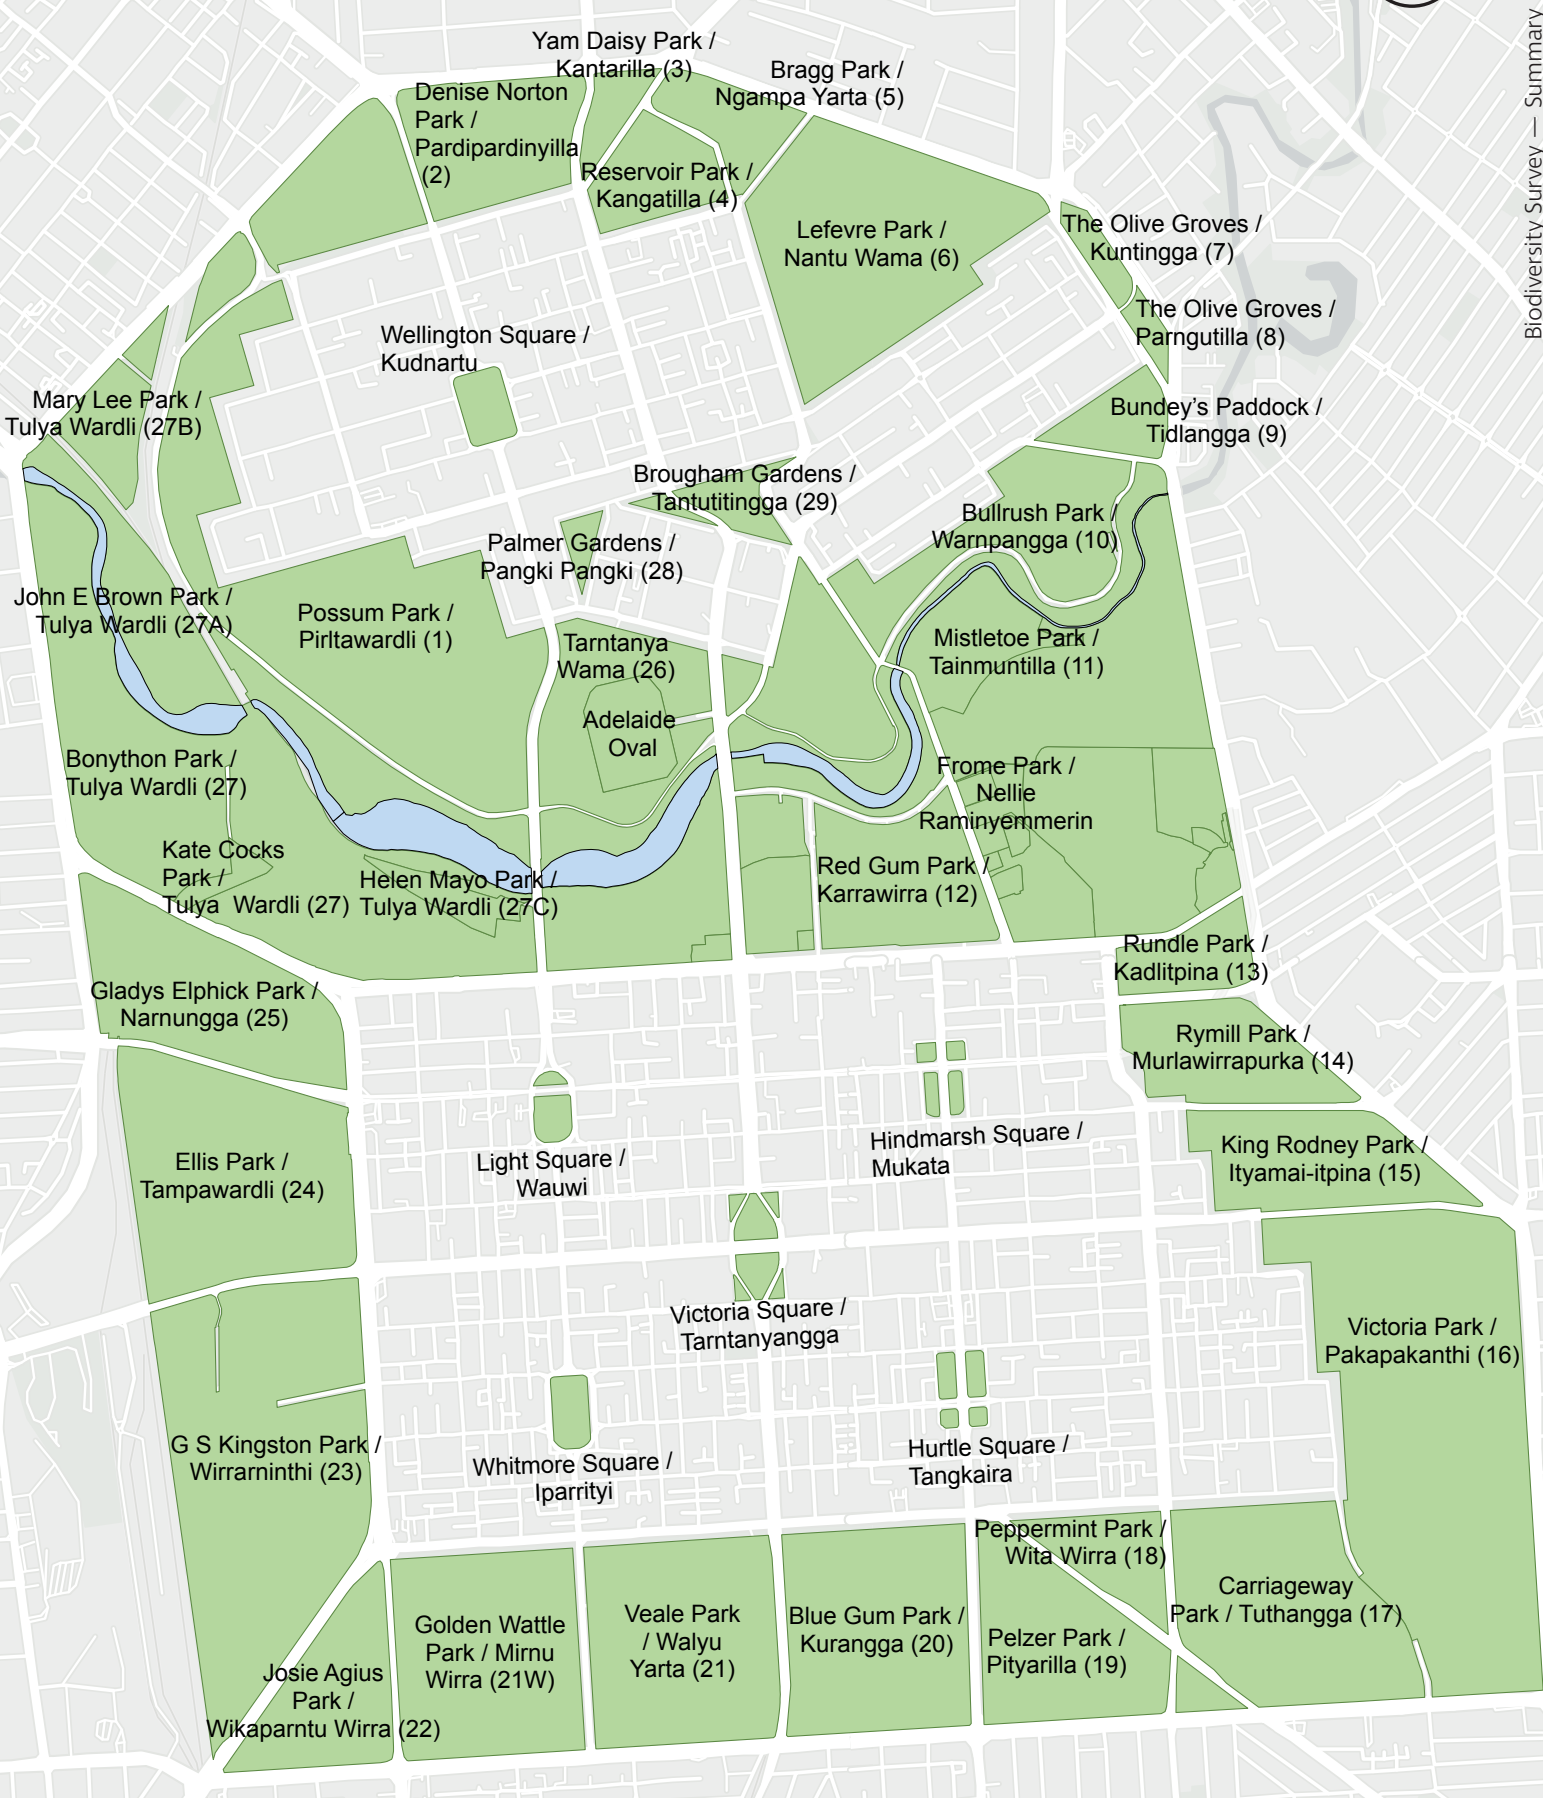 Yam Daisy Park /
Kantarilla (3)
Bragg Park /
Ngampa Yarta (5)
Denise Norton
Park /
Pardipardinyilla
(2)
Reservoir Park /
Kangatilla (4)
Lefevre Park /
Nantu Wama (6)
The Olive Groves /
Kuntingga (7)
The Olive Groves /
Parngutilla (8)
Biodiversity Survey — Summary
Wellington Square /
Kudnartu
Mary Lee Park /
Tulya Wardli (27B)
Bundey’s Paddock /
Tidlangga (9)
Brougham Gardens /
Tantutitingga (29)
Bullrush Park /
Warnpangga (10)
Palmer Gardens /
Pangki Pangki (28)
John E Brown Park /
Tulya Wardli (27A)
Possum Park /
Pirltawardli (1)
Tarntanya
Wama (26)
Mistletoe Park /
Tainmuntilla (11)
Adelaide
Oval
Bonython Park /
Tulya Wardli (27)
Frome Park /
Nellie
Raminyemmerin
Kate Cocks
Park /
Tulya Wardli (27)
Helen Mayo Park /
Tulya Wardli (27C)
Red Gum Park /
Karrawirra (12)
Rundle Park /
Kadlitpina (13)
Gladys Elphick Park /
Narnungga (25)
Rymill Park /
Murlawirrapurka (14)
Hindmarsh Square /
Mukata
King Rodney Park /
Ityamai-itpina (15)
Ellis Park /
Tampawardli (24)
Light Square /
Wauwi
Victoria Square /
Tarntanyangga
Victoria Park /
Pakapakanthi (16)
G S Kingston Park /
Wirrarninthi (23)
Whitmore Square /
Iparrityi
Hurtle Square /
Tangkaira
Peppermint Park /
Wita Wirra (18)
Carriageway
Park / Tuthangga (17)
Golden Wattle
Park / Mirnu
Wirra (21W)
Veale Park
/ Walyu
Yarta (21)
Blue Gum Park /
Kurangga (20)
Pelzer Park /
Pityarilla (19)
Josie Agius
Park /
Wikaparntu Wirra (22)